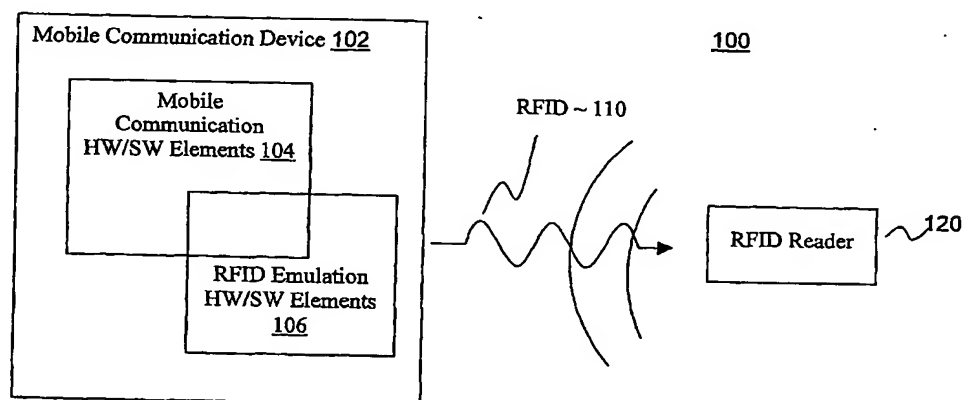 Mobile Communication Device 102
100
Mobile
Communication
HW/SW Elements 104
RFID ~ 110
RFID Emulation
HW/SW Elements
106
RFID Reader
120